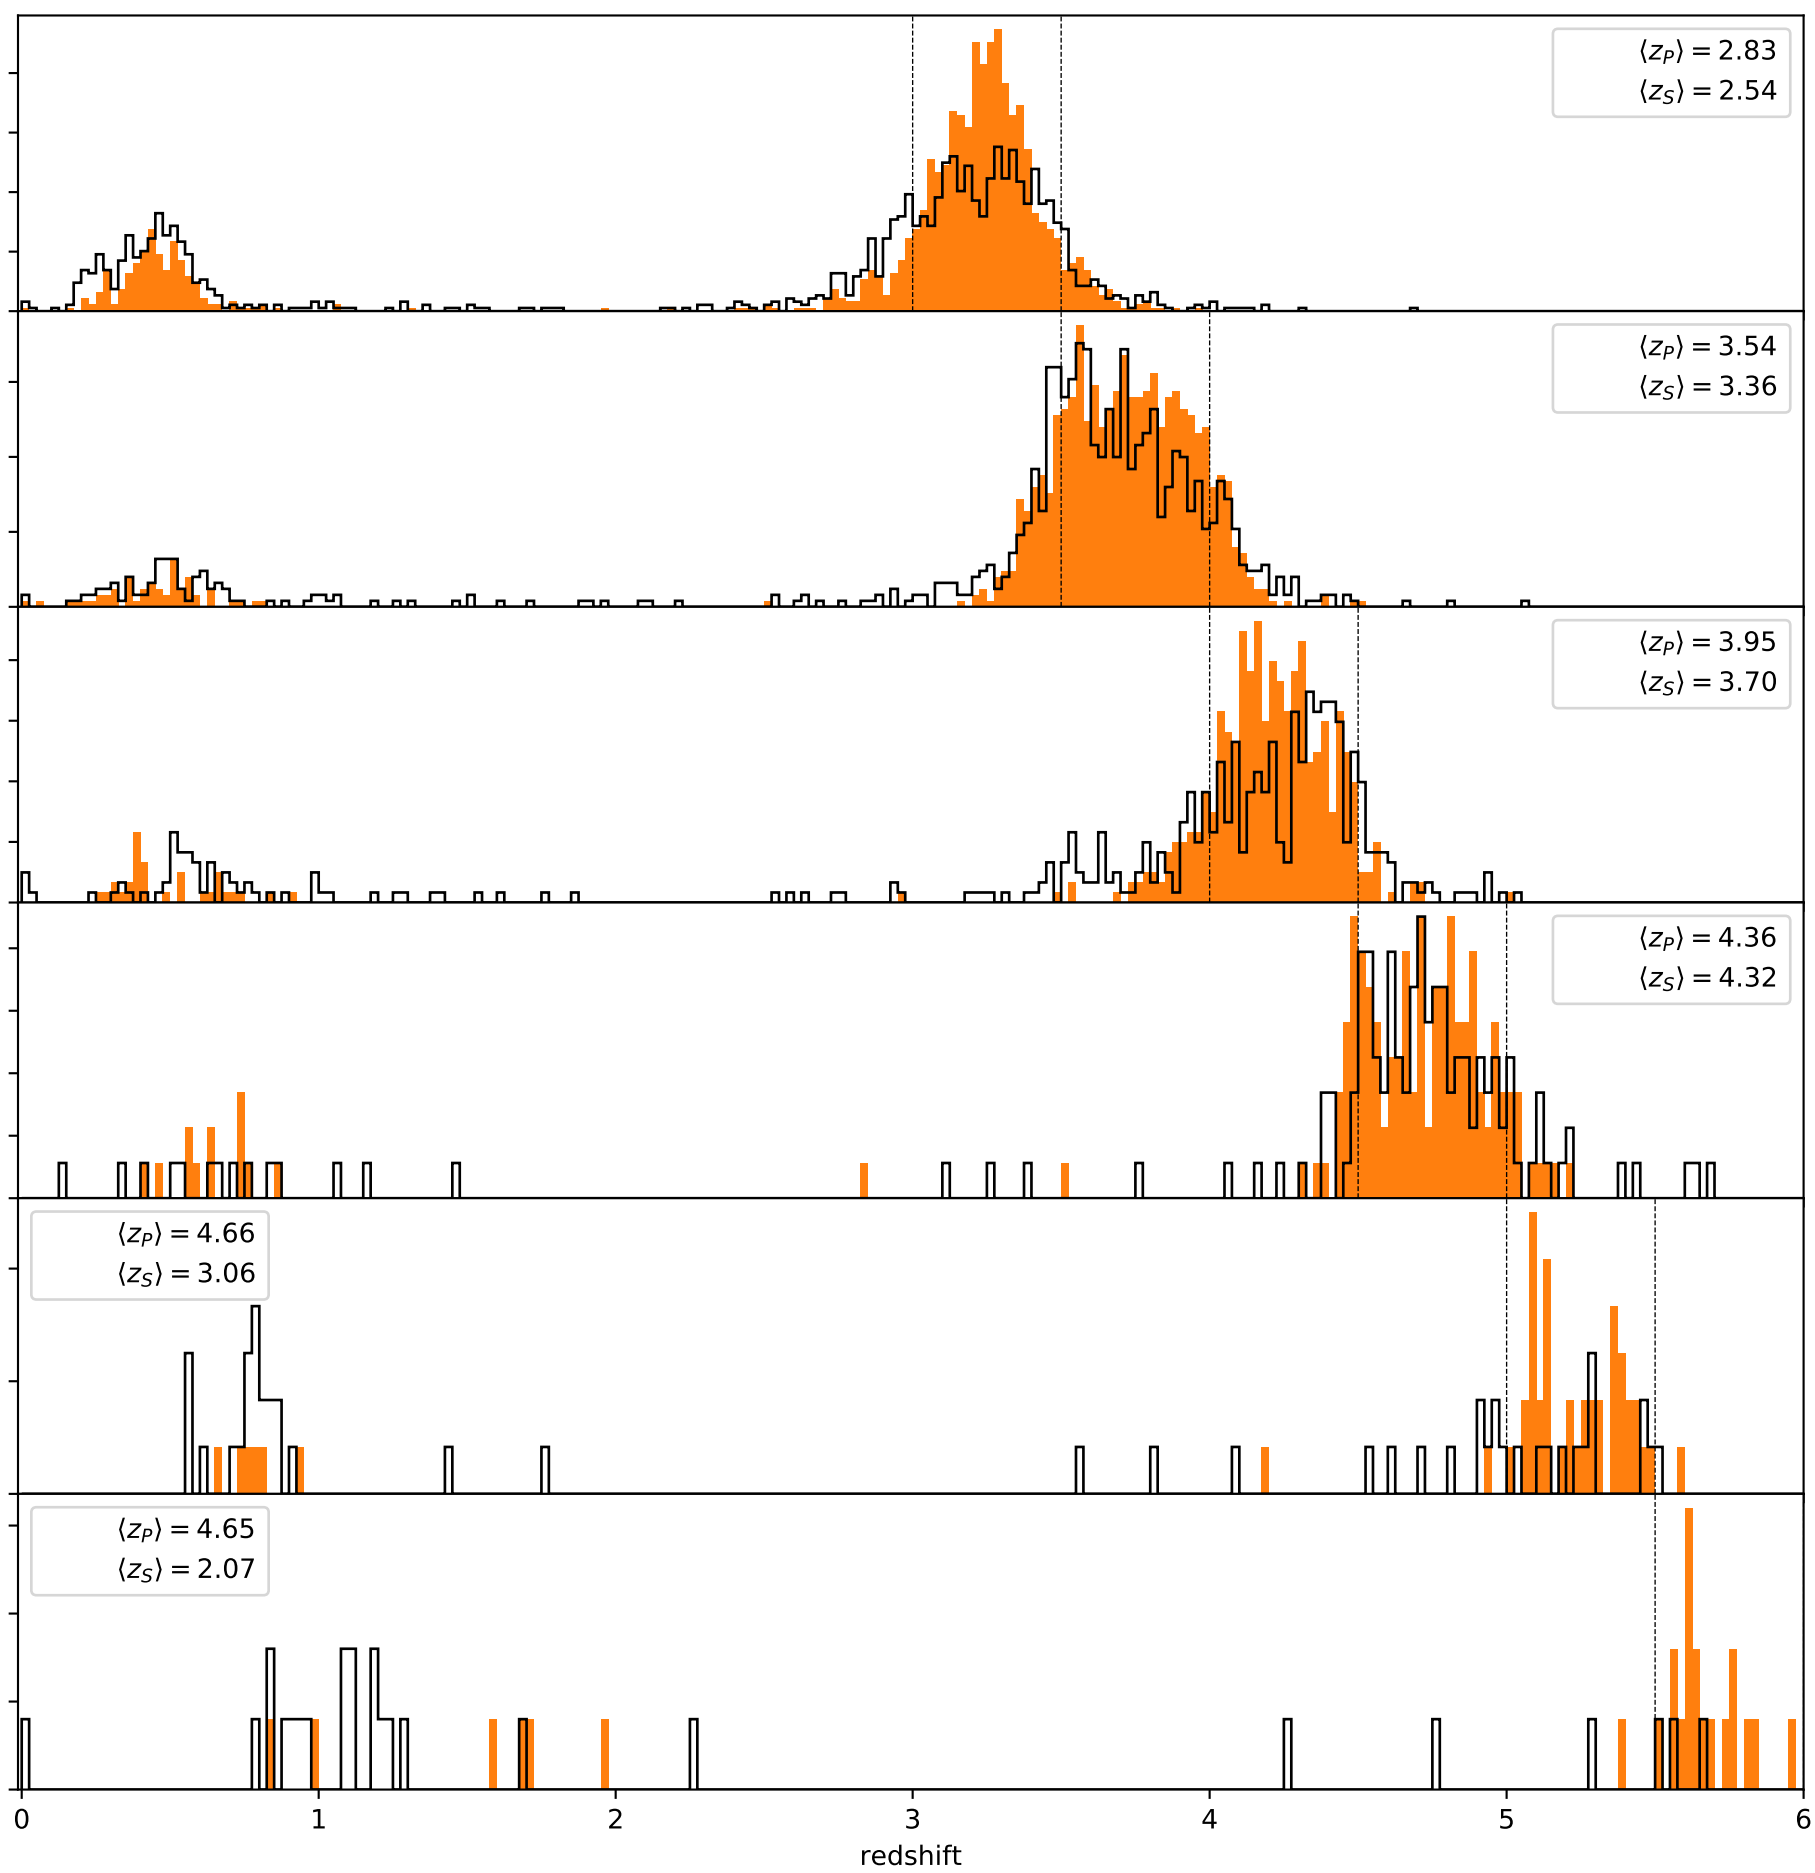 ⟨z_P⟩ = 2.83
⟨z_S⟩ = 2.54
⟨z_P⟩ = 3.54
⟨z_S⟩ = 3.36
⟨z_P⟩ = 3.95
⟨z_S⟩ = 3.70
⟨z_P⟩ = 4.36
⟨z_S⟩ = 4.32
⟨z_P⟩ = 4.66
⟨z_S⟩ = 3.06
⟨z_P⟩ = 4.65
⟨z_S⟩ = 2.07
0 1 2 3 4 5 6
redshift